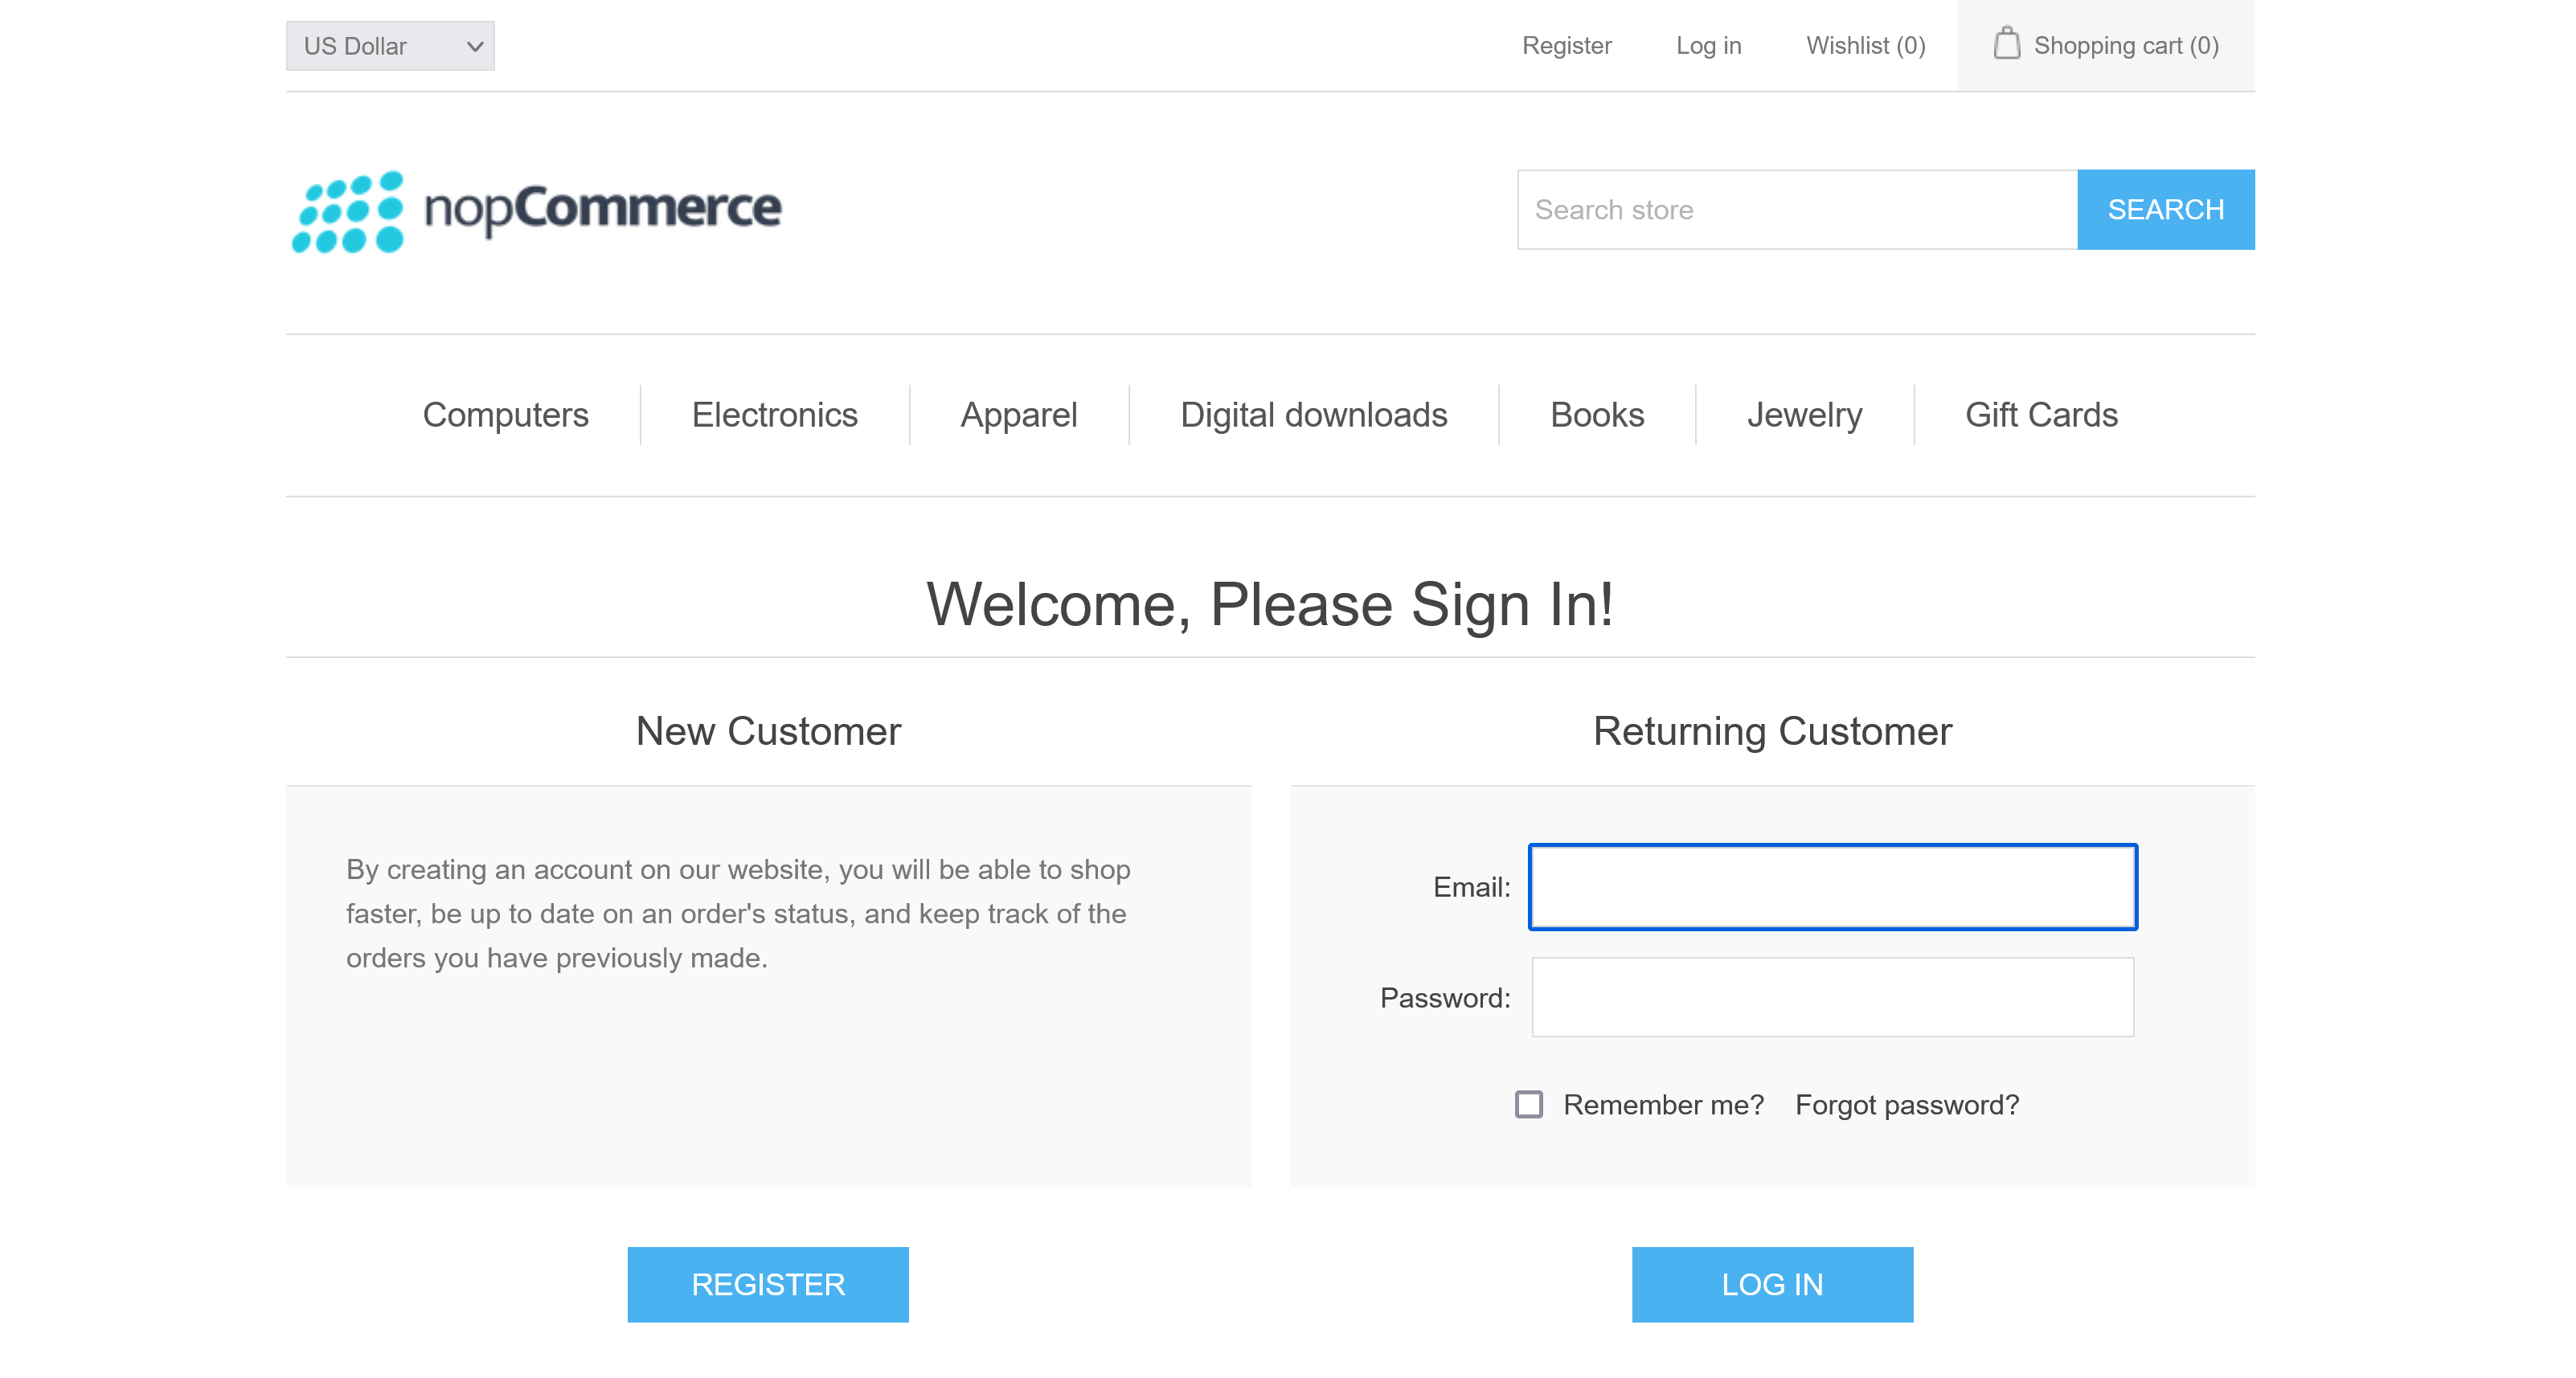 US Dollar
Register
Log in
Wishlist (0)
Shopping cart (0)
nopCommerce
Search store
SEARCH
Computers
Electronics
Apparel
Digital downloads
Books
Jewelry
Gift Cards
Welcome, Please Sign In!
New Customer
By creating an account on our website, you will be able to shop
faster, be up to date on an order's status, and keep track of the
orders you have previously made.
REGISTER
Returning Customer
Email:
Password:
Remember me?
Forgot password?
LOG IN